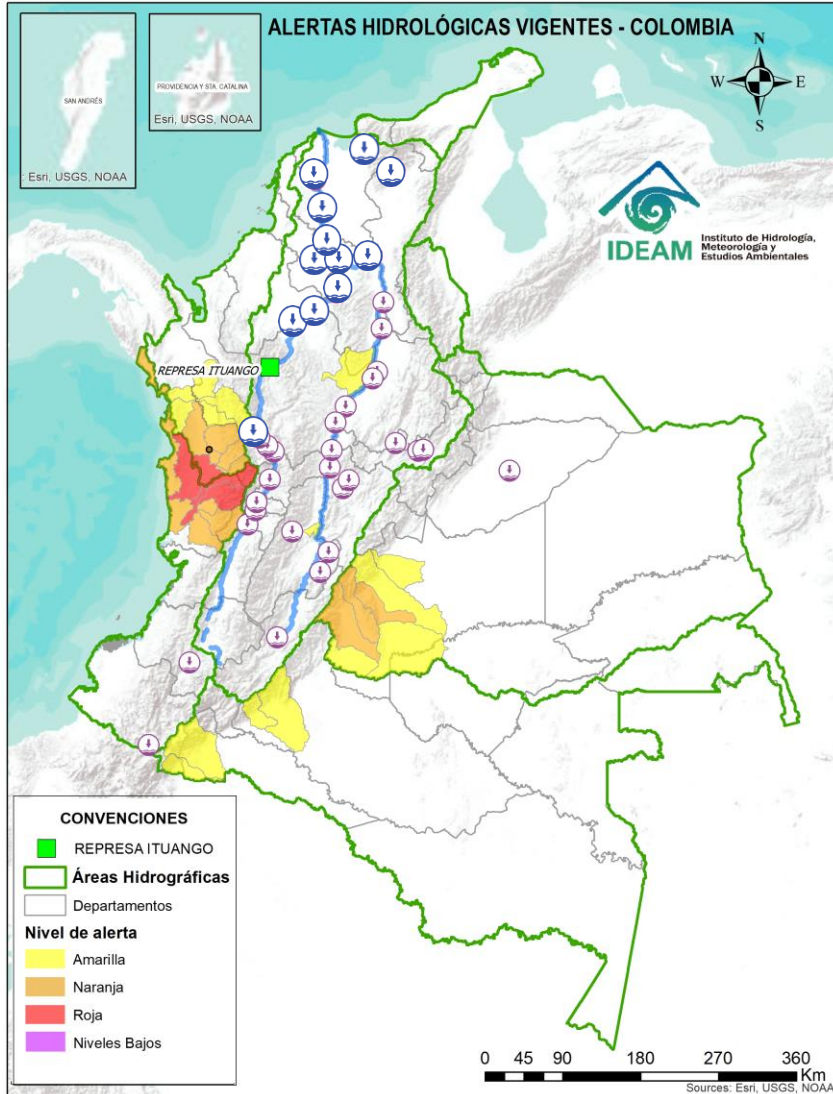 ALERTAS HIDROLÓGICAS VIGENTES - COLOMBIA
SAN ANDRÉS
: Esri, USGS, NOAA
PROVIDENCIA Y STA. CATALINA
Esri, USGS, NOAA
N
W
E
S
IDEAM
Instituto de Hidrología,
Meteorología y
Estudios Ambientales
REPRESA ITUANGO
CONVENCIONES
REPRESA ITUANGO
Áreas Hidrográficas
Departamentos
Nivel de alerta
Amarilla
Naranja
Roja
Niveles Bajos
0 45 90 180 270 360
Km
Sources: Esri, USGS, NOAA